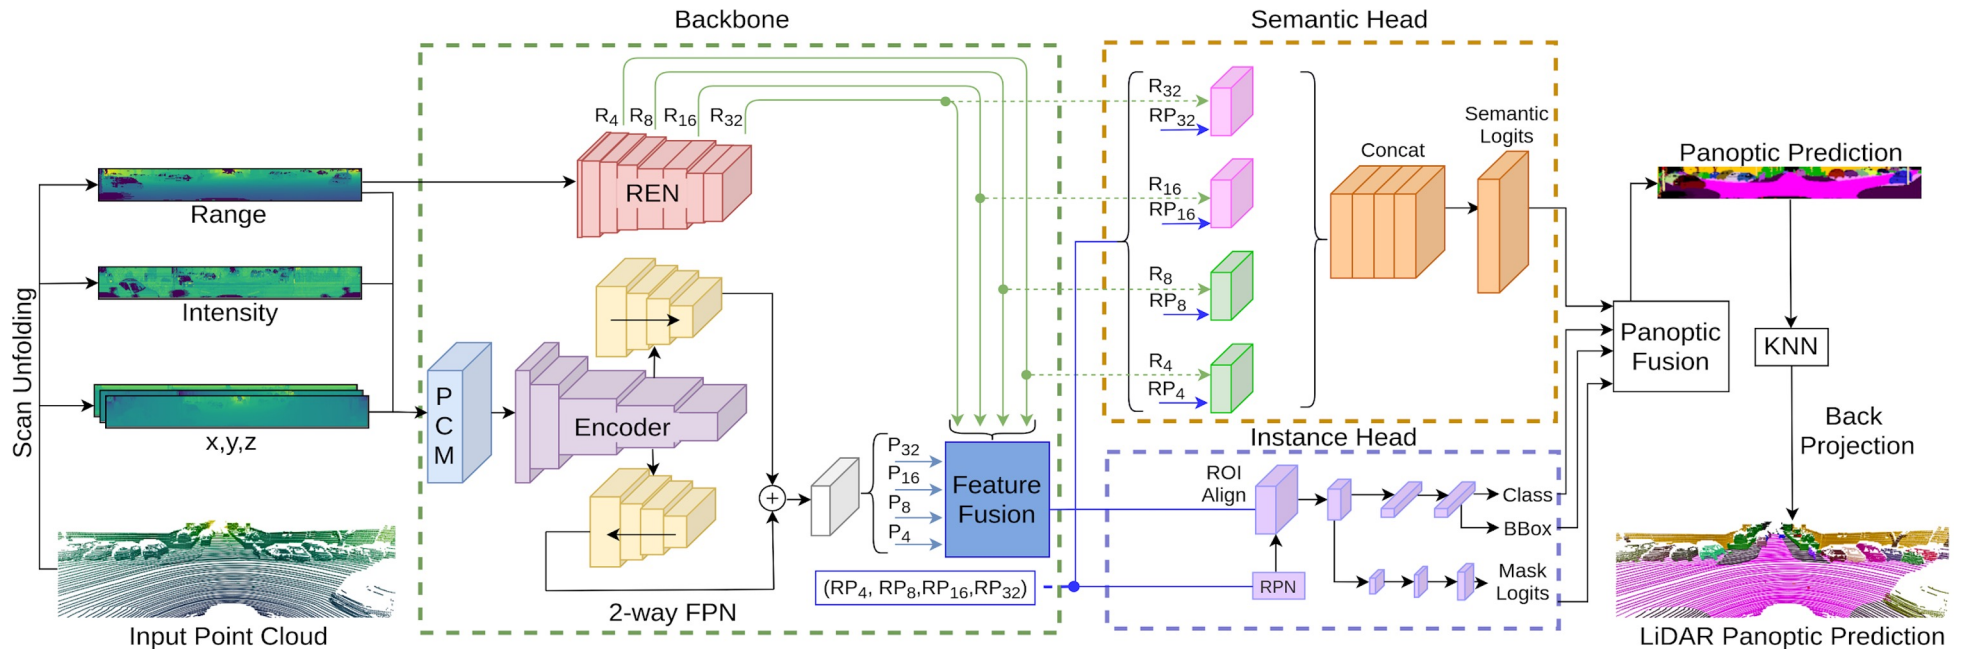 Backbone
Semantic Head
R4 R8 R16 R32
REN
Scan Unfolding
Range
Intensity
x,y,z
Input Point Cloud
P
C
M
Encoder
2-way FPN
+
P32
P16
P8
P4
Feature
Fusion
(RP4, RP8,RP16,RP32)
R32
RP32
R16
RP16
R8
RP8
R4
RP4
Concat
Semantic
Logits
Instance Head
ROI
Align
RPN
Class
BBox
Mask
Logits
Panoptic Prediction
Panoptic
Fusion
KNN
Back
Projection
LiDAR Panoptic Prediction